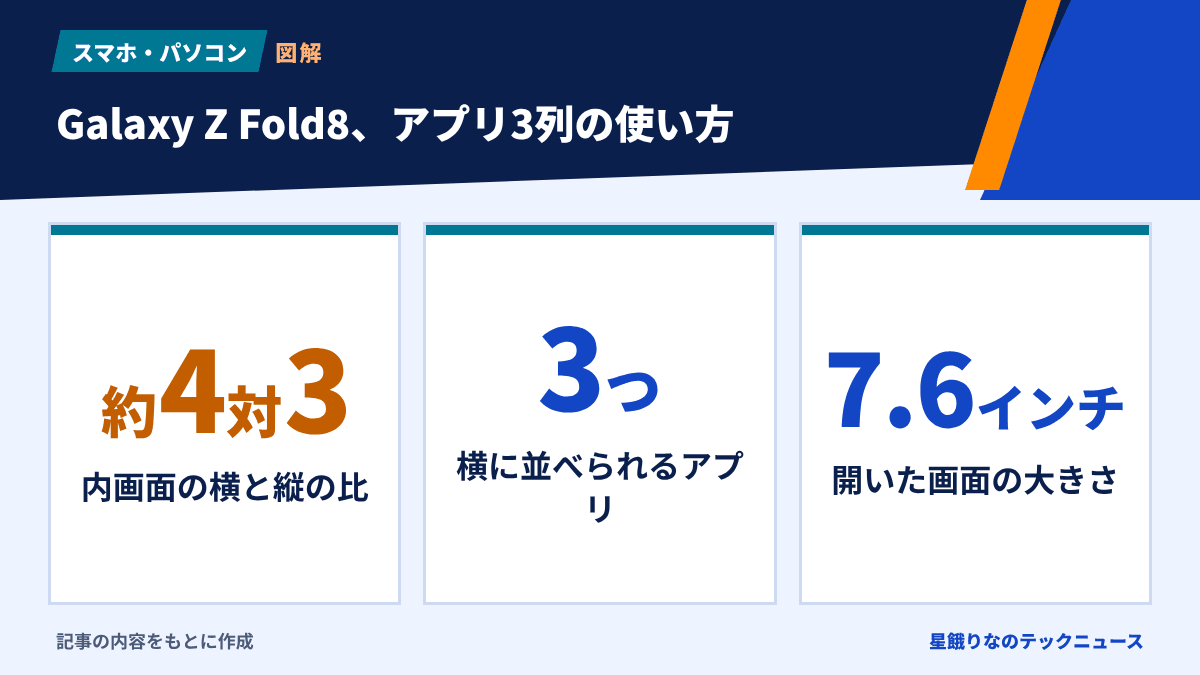 スマホ・パソコン 図解
Galaxy Z Fold8、アプリ3列の使い方
約4対3
内画面の横と縦の比
3つ
横に並べられるアプ
リ
7.6インチ
開いた画面の大きさ
記事の内容をもとに作成
星餓りなのテックニュース